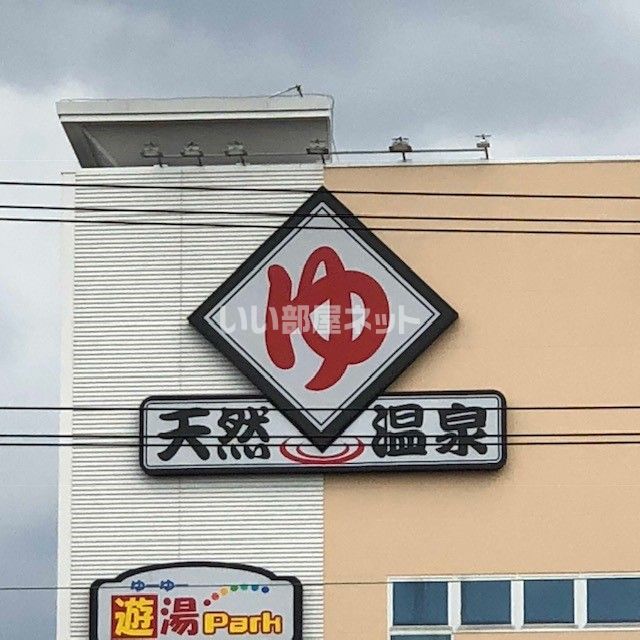 ゆ
いい部屋ネット
天然 温泉
ゆーゆー
遊湯Park